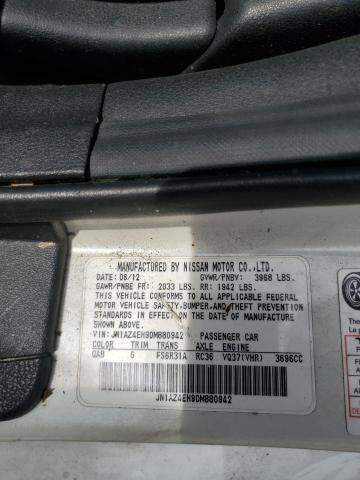 MANUFACTURED BY NISSAN MOTOR CO.,LTD.
DATE: 08/12 GVWR/PNBV: 3968 LBS.
GAWR/PNBE FR: 2033 LBS. RR: 1942 LBS.
THIS VEHICLE CONFORMS TO ALL APPLICABLE FEDERAL
MOTOR VEHICLE SAFETY,BUMPER,AND THEFT PREVENTION
STANDARDS IN EFFECT ON THE DATE OF MANUFACTURE
SHOWN ABOVE.
VIN: JN1AZ4EH9DM880942 PASSENGER CAR
COLOR TRIM TRANS AXLE ENGINE
QAB G FS6R31A RC36 VQ37(VHR) 3696CC
JN1AZ4EH9DM880942